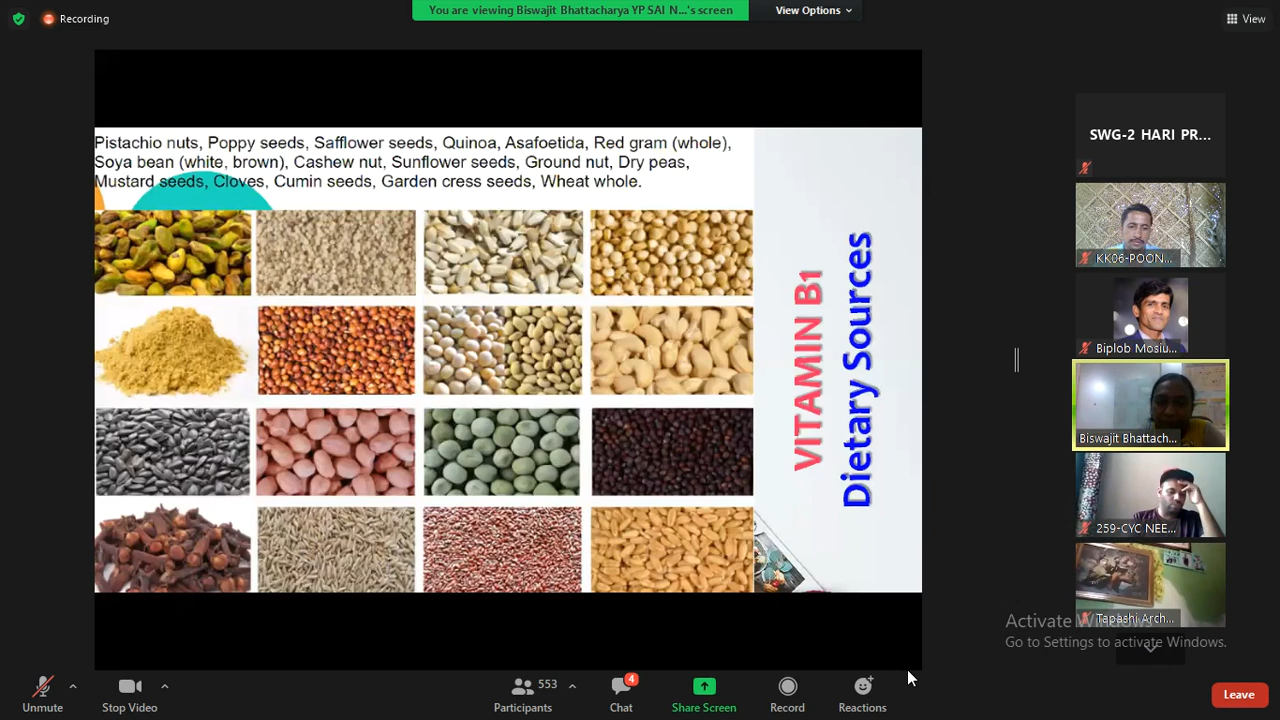 Recording
You are viewing Biswajit Bhattacharya YP SAI N...'s screen
View Options
View
Pistachio nuts, Poppy seeds, Safflower seeds, Quinoa, Asafoetida, Red gram (whole),
Soya bean (white, brown), Cashew nut, Sunflower seeds, Ground nut, Dry peas,
Mustard seeds, Cloves, Cumin seeds, Garden cress seeds, Wheat whole.
VITAMIN B1
Dietary Sources
SWG-2 HARI PR...
KK06-POON...
Biplob Mosiu...
Biswajit Bhattach...
259-CYC NEE...
Tapashi Arch...
Activate Windows
Go to Settings to activate Windows.
Unmute
Stop Video
553
Participants
4
Chat
Share Screen
Record
Reactions
Leave